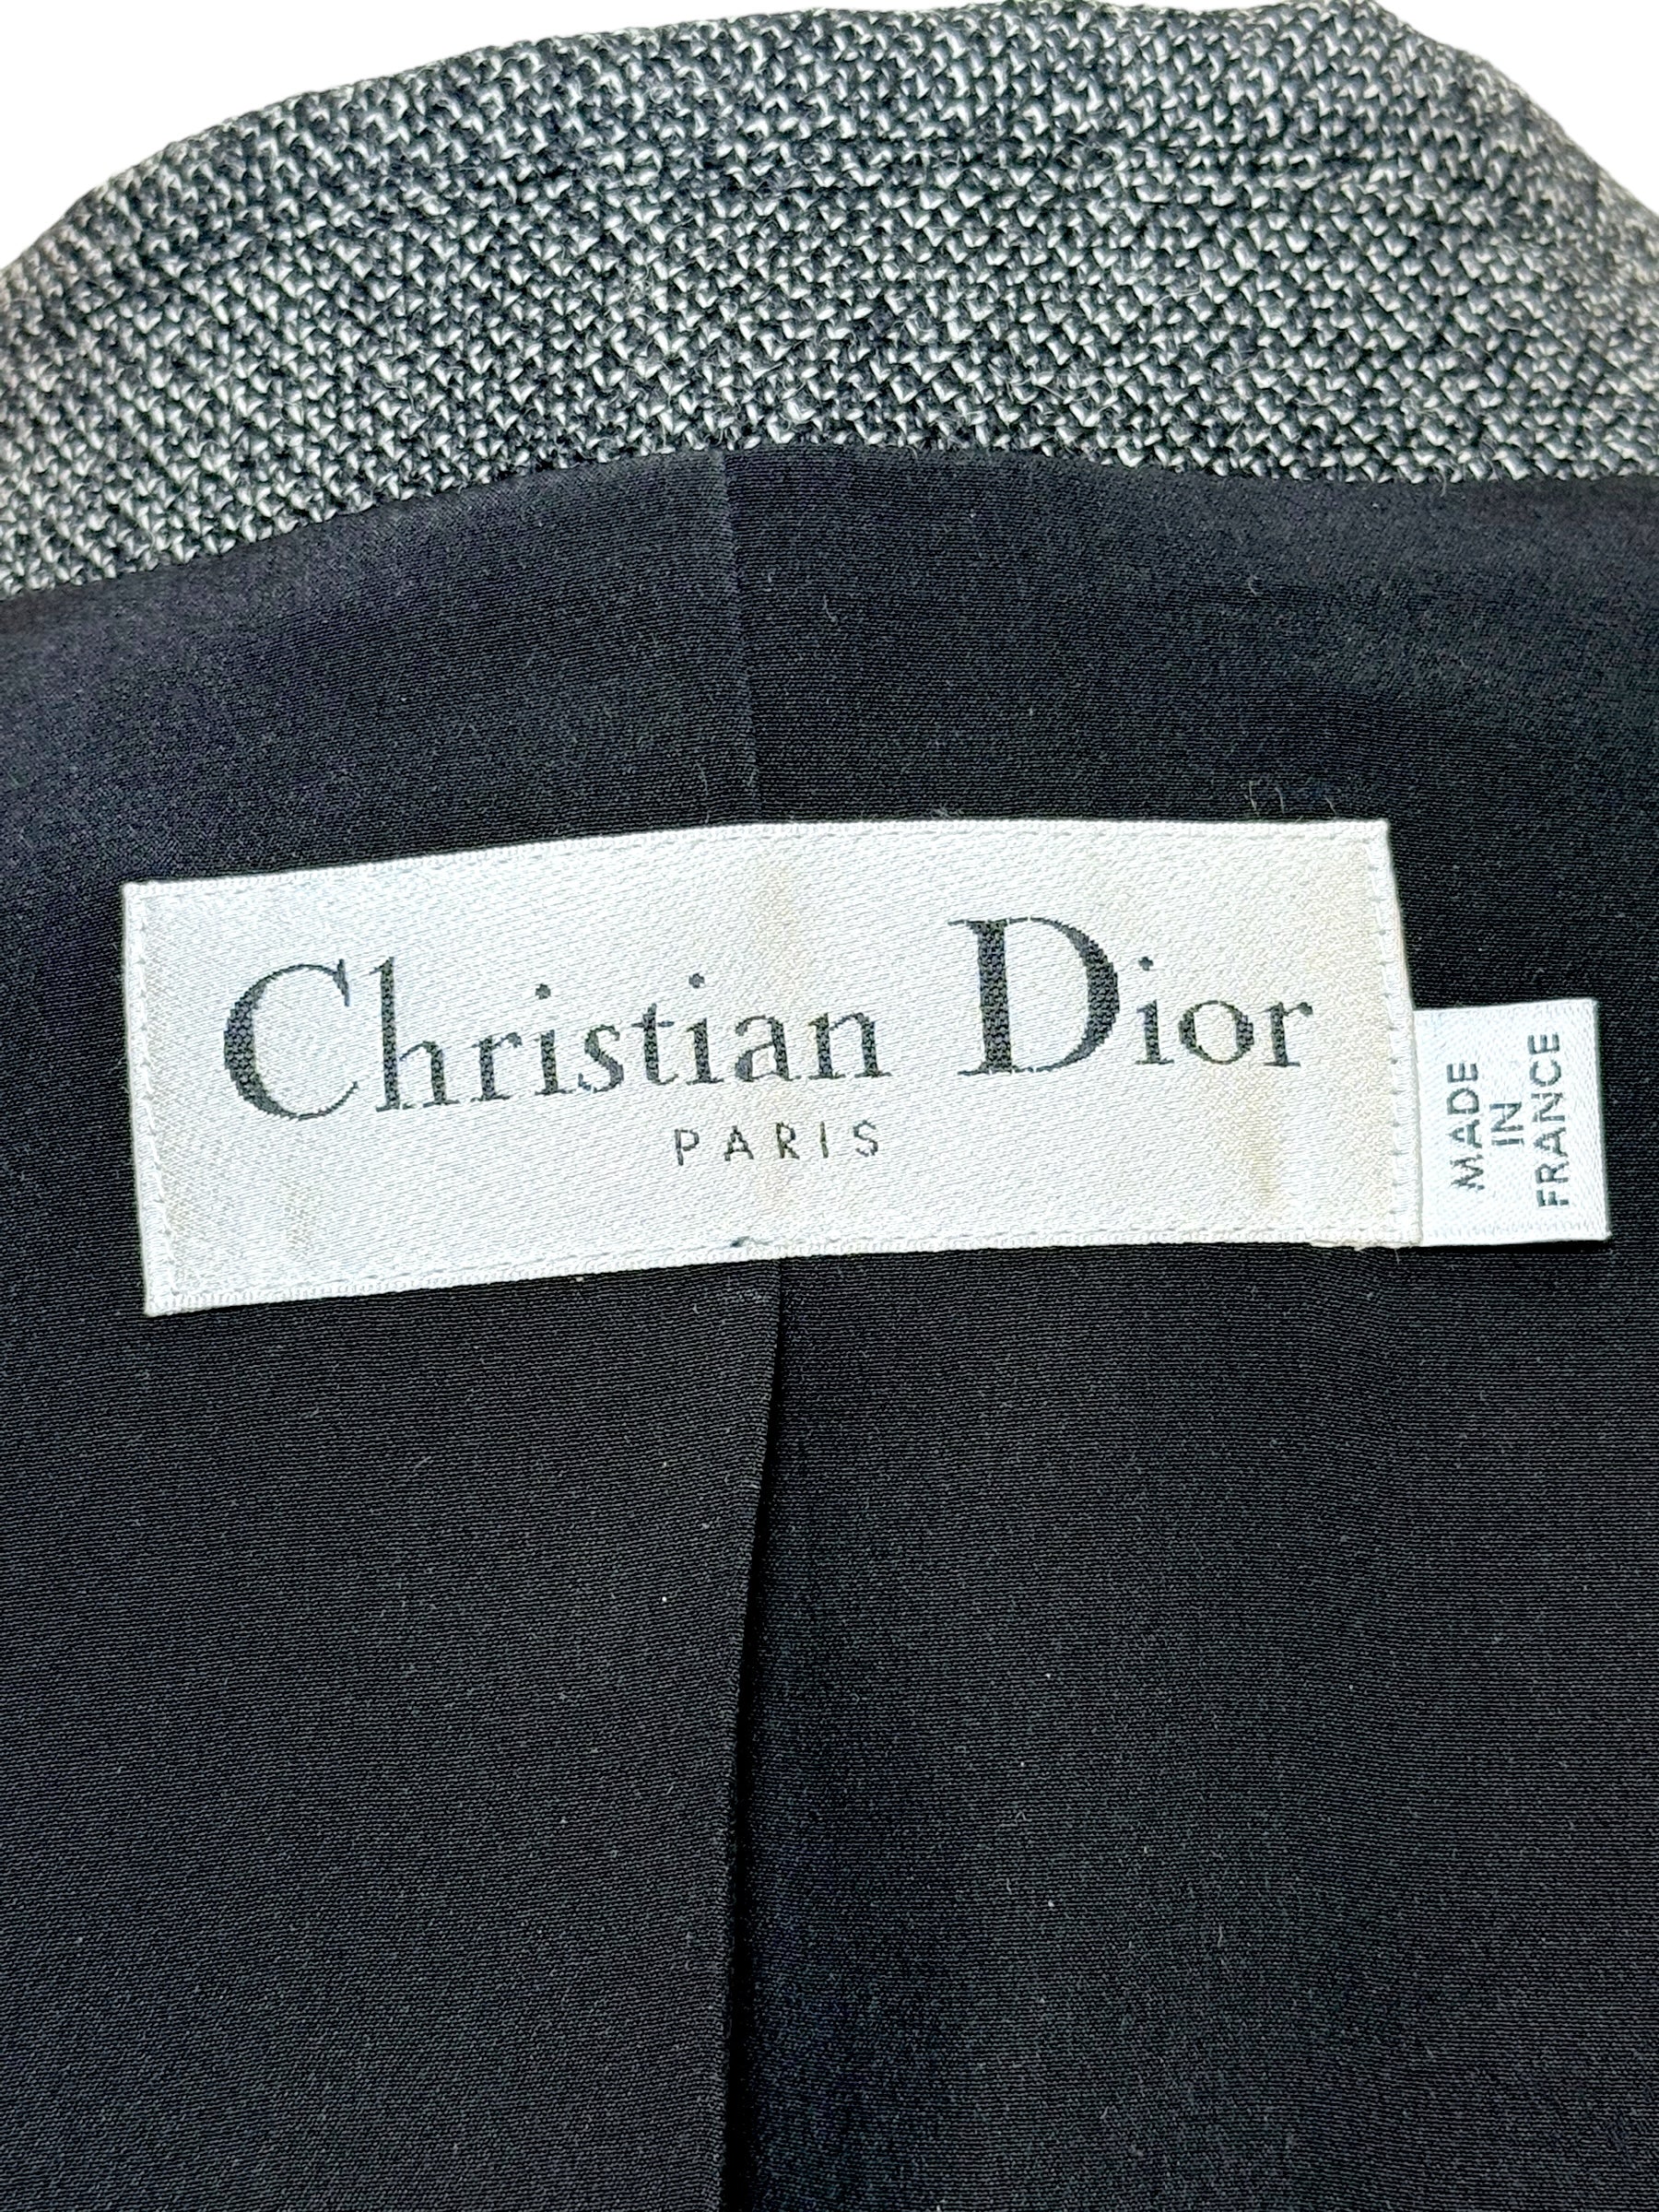 Christian Dior
PARIS
MADE
IN
FRANCE